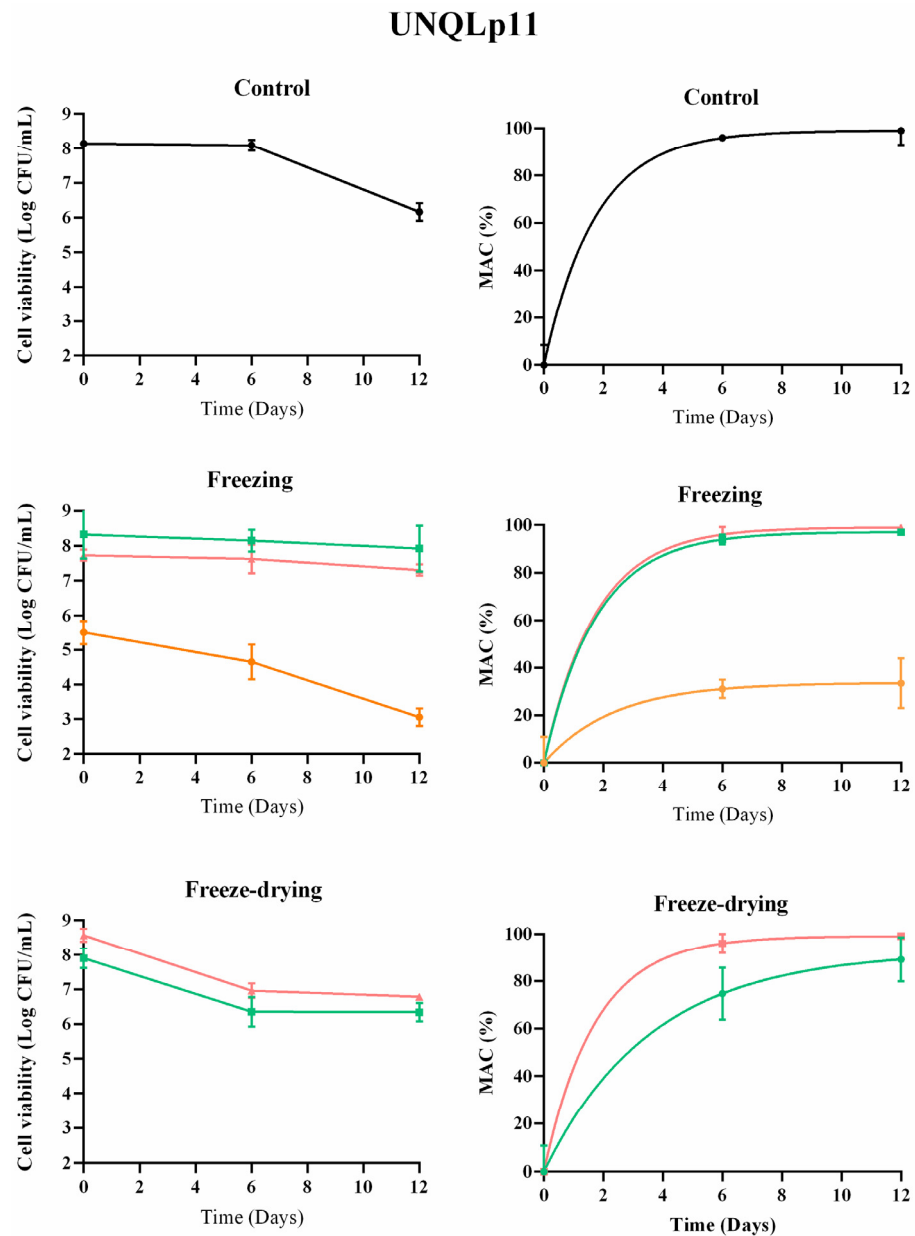 UNQLp11
Control
Cell viability (Log CFU/mL)
9
8
7
6
5
4
3
2
0 2 4 6 8 10 12
Time (Days)
Control
MAC (%)
100
80
60
40
20
0
0 2 4 6 8 10 12
Time (Days)
Freezing
Cell viability (Log CFU/mL)
9
8
7
6
5
4
3
2
0 2 4 6 8 10 12
Time (Days)
Freezing
MAC (%)
100
80
60
40
20
0
0 2 4 6 8 10 12
Time (Days)
Freeze-drying
Cell viability (Log CFU/mL)
9
8
7
6
5
4
3
2
0 2 4 6 8 10 12
Time (Days)
Freeze-drying
MAC (%)
100
80
60
40
20
0
0 2 4 6 8 10 12
Time (Days)